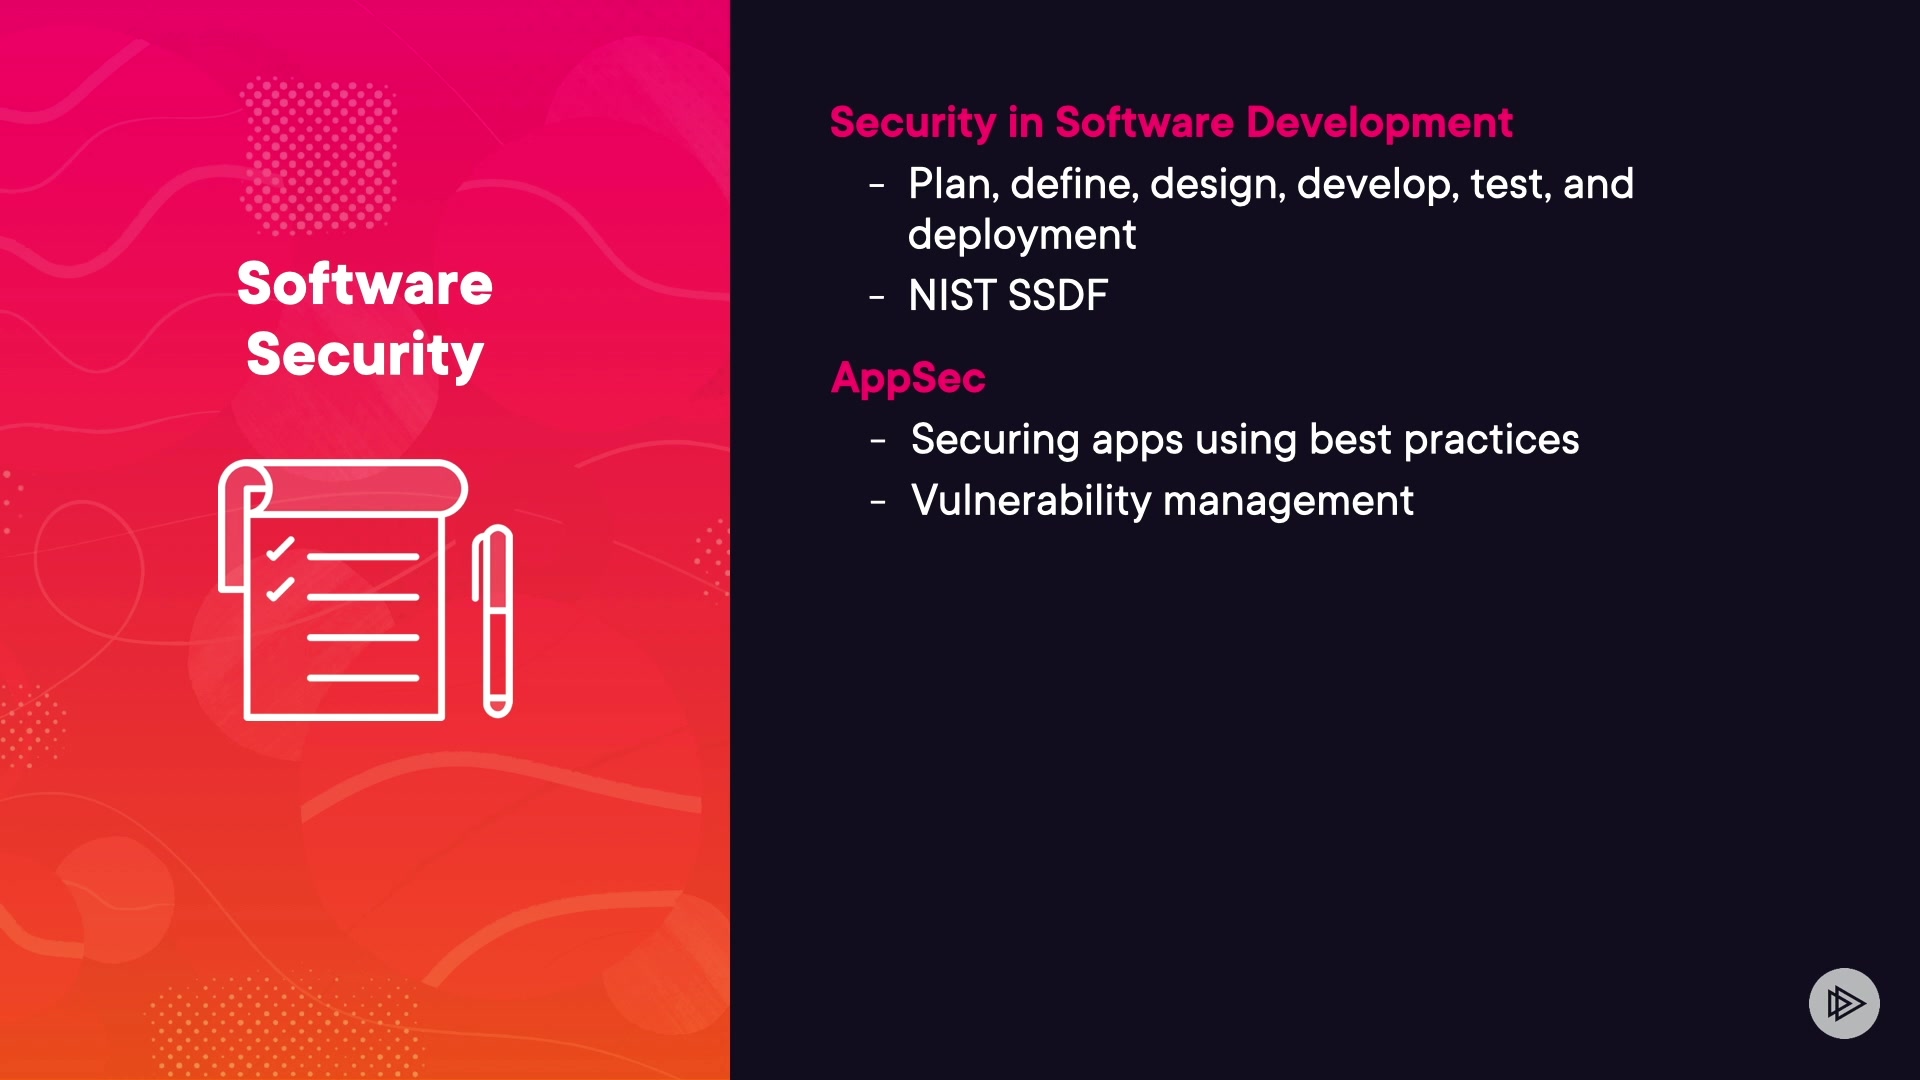 Software
Security
Security in Software Development
- Plan, define, design, develop, test, and
deployment
- NIST SSDF
AppSec
- Securing apps using best practices
- Vulnerability management